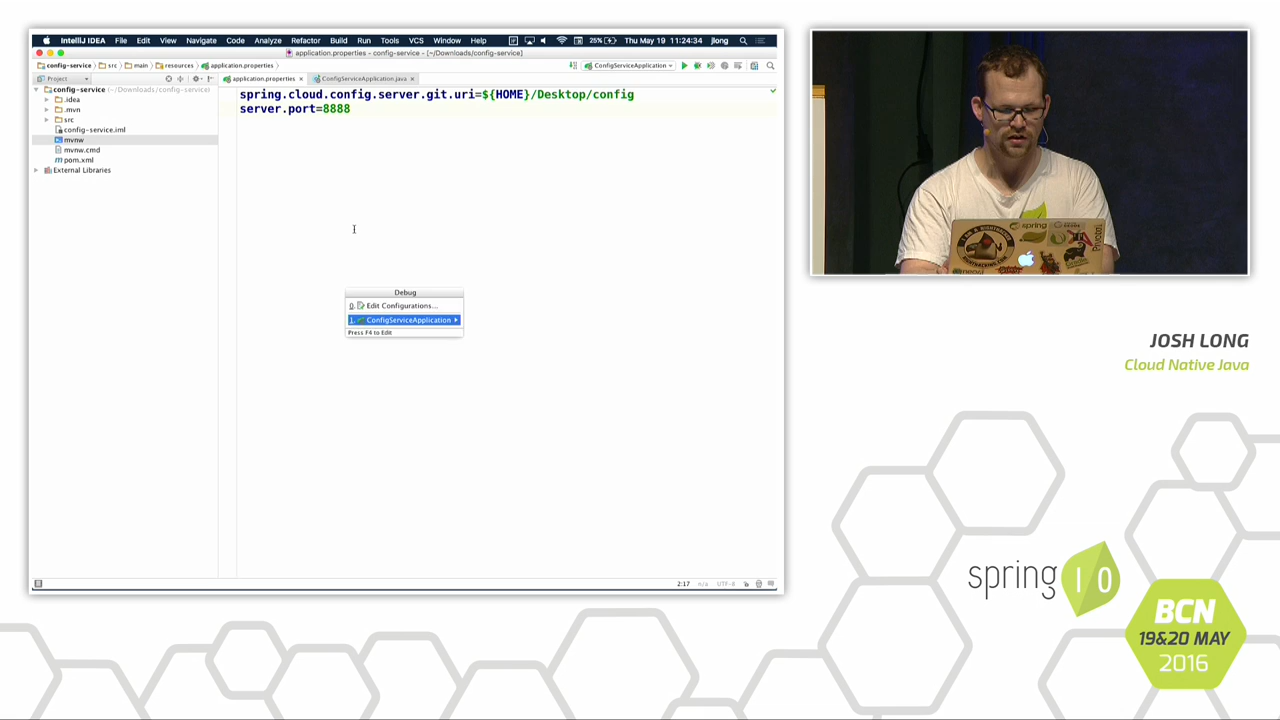 IntelliJ IDEA File Edit View Navigate Code Analyze Refactor Build Run Tools VCS Window Help 25% Thu May 19 11:24:34 jlong
application.properties - config-service - [~/Downloads/config-service]
config-service src main resources application.properties ConfigServiceApplication
Project application.properties ConfigServiceApplication.java
config-service (~/Downloads/config-service)
.idea
.mvn
src
config-service.iml
mvnw
mvnw.cmd
pom.xml
External Libraries
spring.cloud.config.server.git.uri=${HOME}/Desktop/config
server.port=8888
Debug
0. Edit Configurations...
1. ConfigServiceApplication
Press F4 to Edit
2:17 n/a UTF-8
spring
Pivotal
JOSH LONG
Cloud Native Java
spring IO
BCN
19&20 MAY
2016